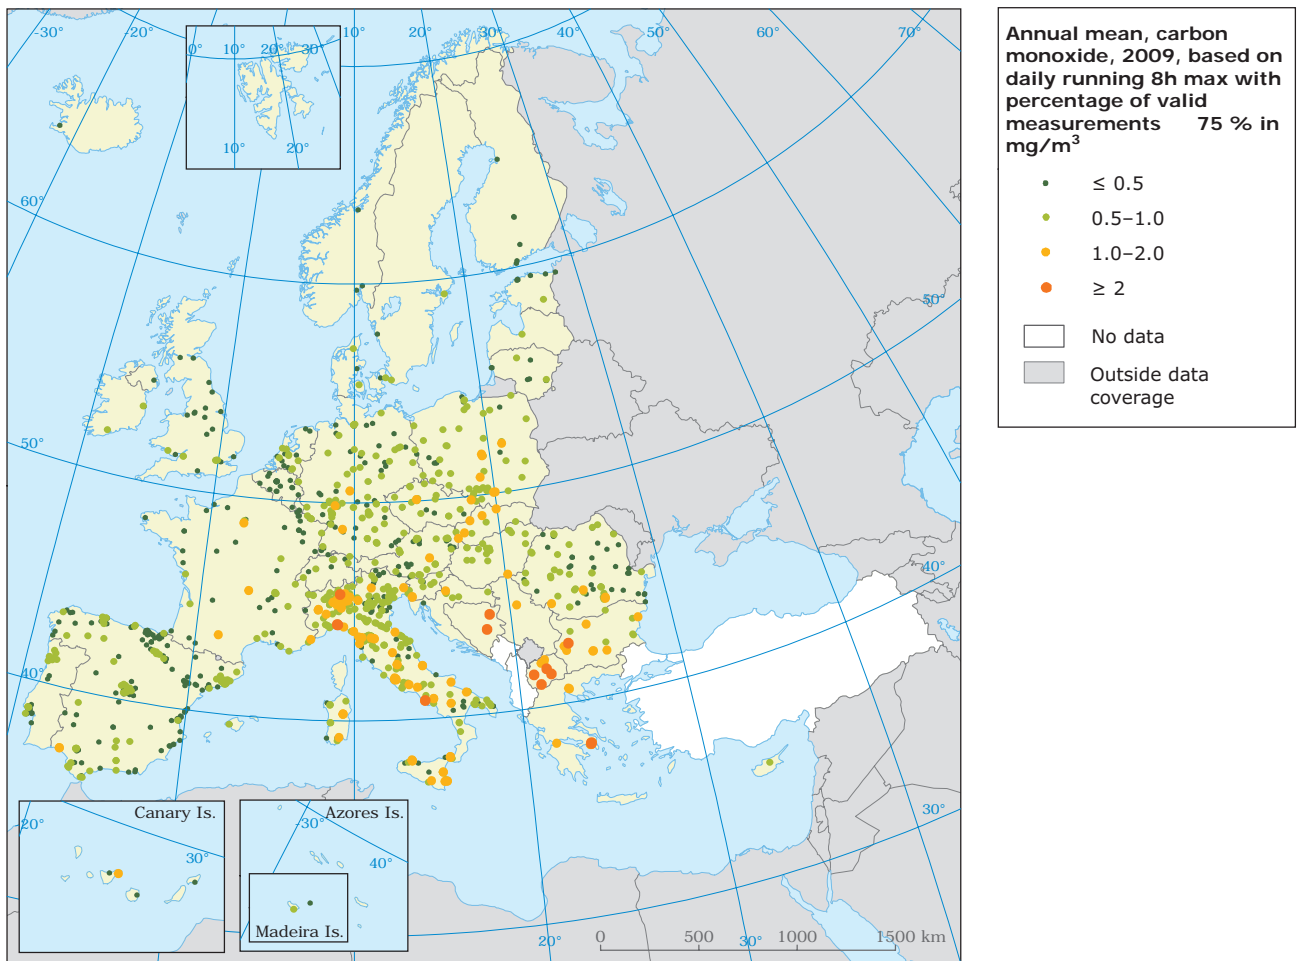 -30°
-20°
0°
10°
20°
30°
10°
20°
30°
40°
60°
70°
10°
20°
60°
50°
50°
40°
40°
Canary Is.
20°
30°
Azores Is.
-30°
40°
Madeira Is.
30°
20°
30°
0
500
1000
1500 km
Annual mean, carbon
monoxide, 2009, based on
daily running 8h max with
percentage of valid
measurements 75 % in
mg/m³
≤ 0.5
0.5–1.0
1.0–2.0
≥ 2
No data
Outside data
coverage